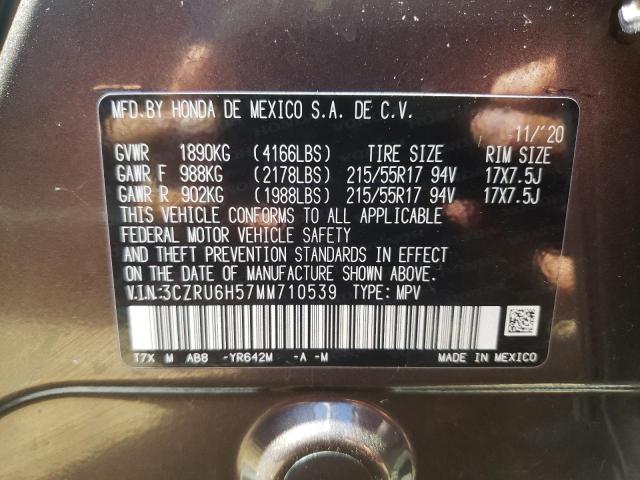 MFD.BY HONDA DE MEXICO S.A. DE C.V.
11/'20
GVWR 1890KG (4166LBS) TIRE SIZE RIM SIZE
GAWR F 988KG (2178LBS) 215/55R17 94V 17X7.5J
GAWR R 902KG (1988LBS) 215/55R17 94V 17X7.5J
THIS VEHICLE CONFORMS TO ALL APPLICABLE
FEDERAL MOTOR VEHICLE SAFETY
AND THEFT PREVENTION STANDARDS IN EFFECT
ON THE DATE OF MANUFACTURE SHOWN ABOVE.
V.I.N:3CZRU6H57MM710539 TYPE: MPV
T7X M AB8 -YR642M -A -M MADE IN MEXICO